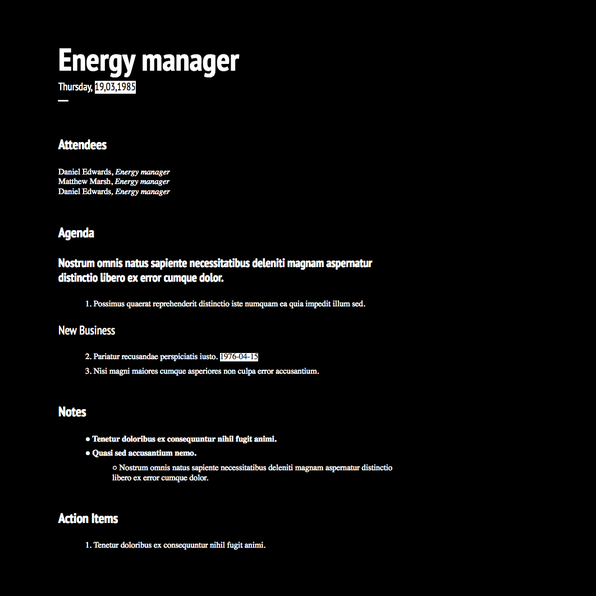 Energy manager
Thursday, 19,03,1985
Attendees
Daniel Edwards, Energy manager
Matthew Marsh, Energy manager
Daniel Edwards, Energy manager
Agenda
Nostrum omnis natus sapiente necessitatibus deleniti magnam aspernatur
distinctio libero ex error cumque dolor.
1. Possimus quaerat reprehenderit distinctio iste numquam ea quia impedit illum sed.
New Business
2. Pariatur recusandae perspiciatis iusto. 1976-04-15
3. Nisi magni maiores cumque asperiores non culpa error accusantium.
Notes
● Tenetur doloribus ex consequuntur nihil fugit animi.
● Quasi sed accusantium nemo.
○ Nostrum omnis natus sapiente necessitatibus deleniti magnam aspernatur distinctio
libero ex error cumque dolor.
Action Items
1. Tenetur doloribus ex consequuntur nihil fugit animi.